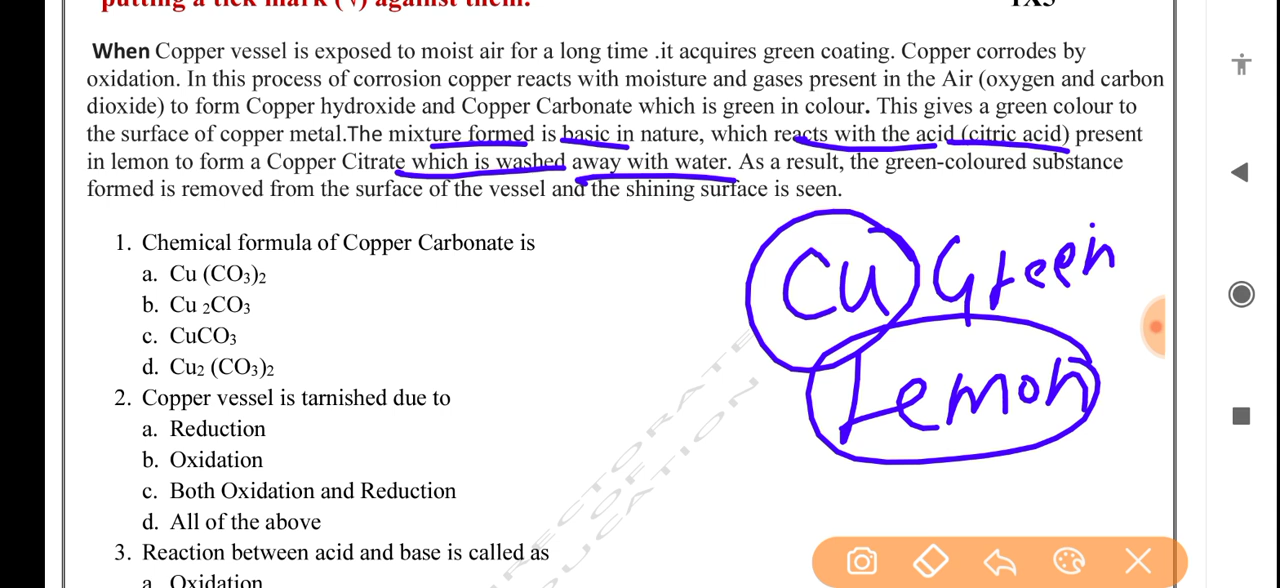 putting a tick mark (√) against them. 1X5
When Copper vessel is exposed to moist air for a long time .it acquires green coating. Copper corrodes by
oxidation. In this process of corrosion copper reacts with moisture and gases present in the Air (oxygen and carbon
dioxide) to form Copper hydroxide and Copper Carbonate which is green in colour. This gives a green colour to
the surface of copper metal.The mixture formed is basic in nature, which reacts with the acid (citric acid) present
in lemon to form a Copper Citrate which is washed away with water. As a result, the green-coloured substance
formed is removed from the surface of the vessel and the shining surface is seen.
1. Chemical formula of Copper Carbonate is
a. Cu (CO3)2
b. Cu 2CO3
c. CuCO3
d. Cu2 (CO3)2
2. Copper vessel is tarnished due to
a. Reduction
b. Oxidation
c. Both Oxidation and Reduction
d. All of the above
3. Reaction between acid and base is called as
a. Oxidation
Cu Green
Lemon